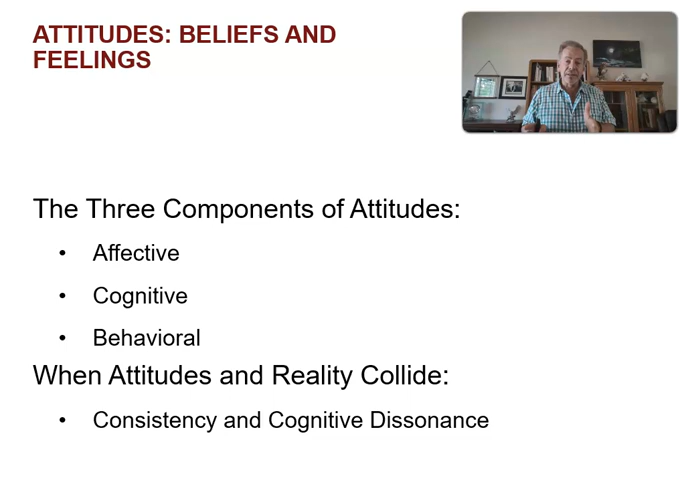 ATTITUDES: BELIEFS AND
FEELINGS
The Three Components of Attitudes:
• Affective
• Cognitive
• Behavioral
When Attitudes and Reality Collide:
• Consistency and Cognitive Dissonance